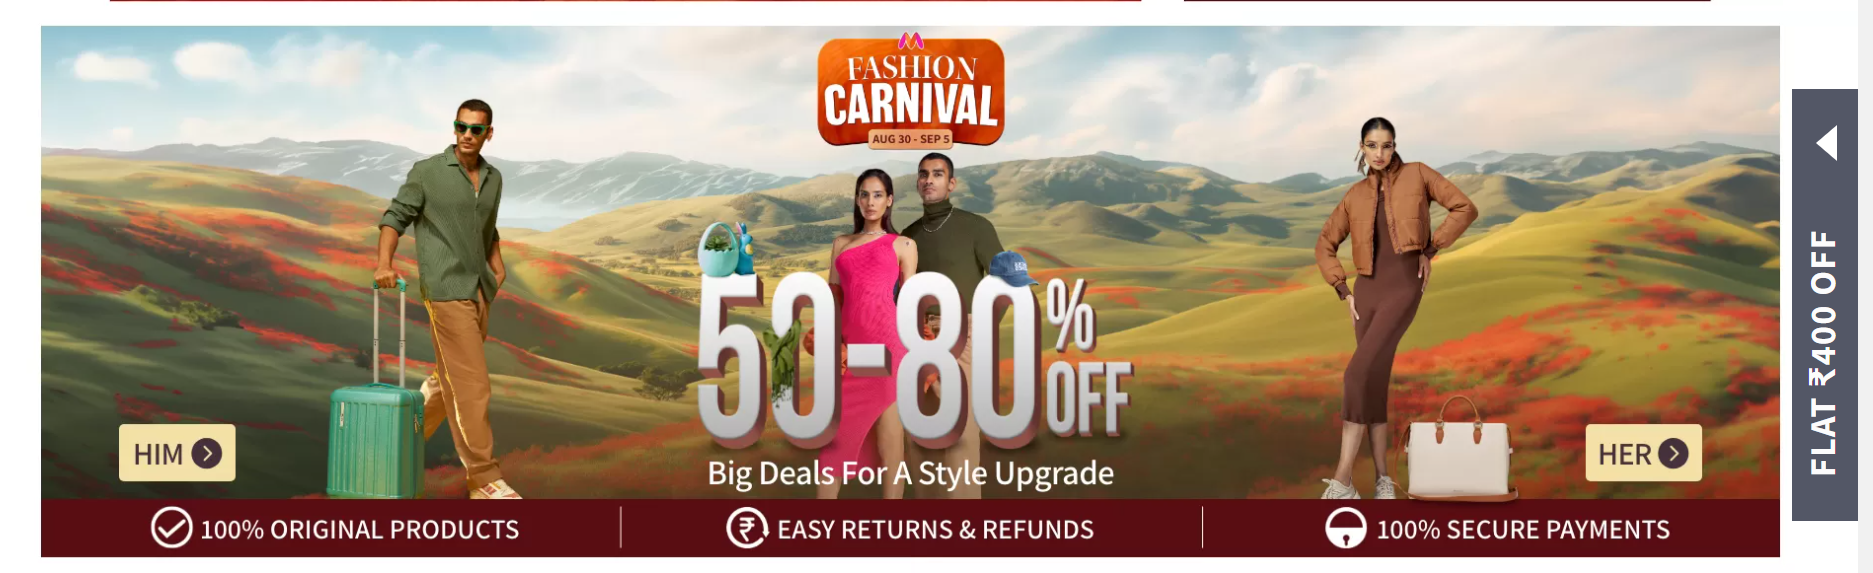 FASHION
CARNIVAL
AUG 30 - SEP 5
50-80% OFF
Big Deals For A Style Upgrade
HIM
HER
100% ORIGINAL PRODUCTS
EASY RETURNS & REFUNDS
100% SECURE PAYMENTS
FLAT ₹400 OFF